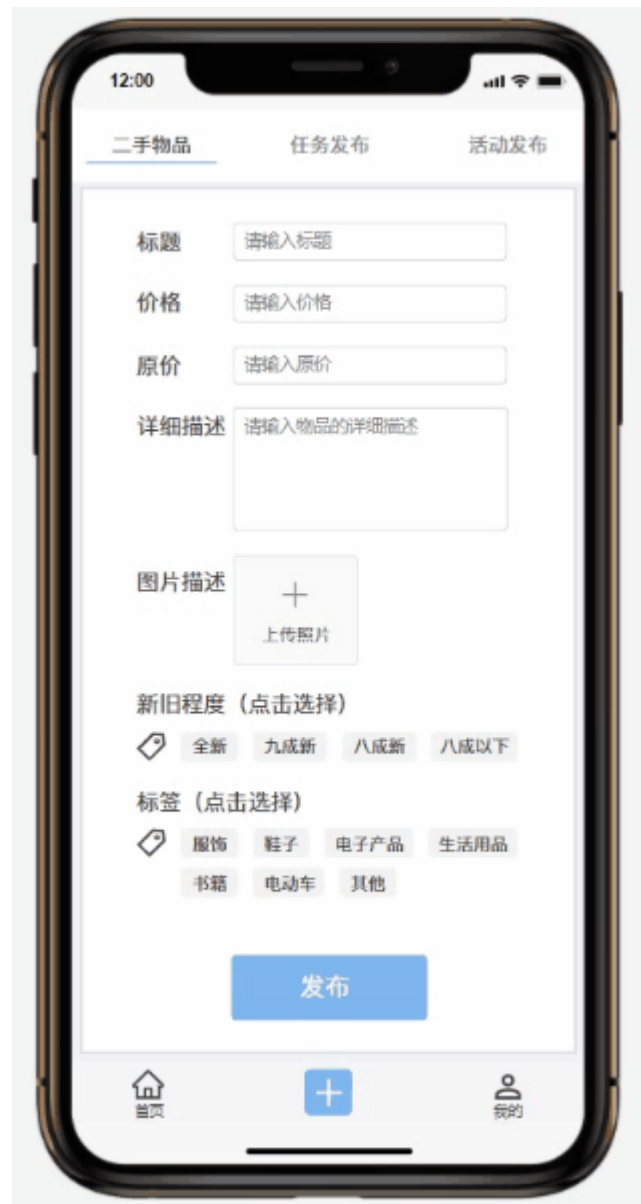 12:00
二手物品 任务发布 活动发布
标题 请输入标题
价格 请输入价格
原价 请输入原价
详细描述 请输入物品的详细描述
图片描述
上传照片
新旧程度（点击选择）
全新 九成新 八成新 八成以下
标签（点击选择）
服饰 鞋子 电子产品 生活用品
书籍 电动车 其他
发布
首页 我的